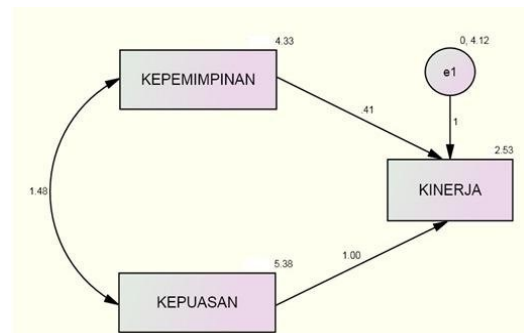 4.33
KEPEMIMPINAN
0, 4.12
e1
.41
1
2.53
KINERJA
1.48
5.38
1.00
KEPUASAN